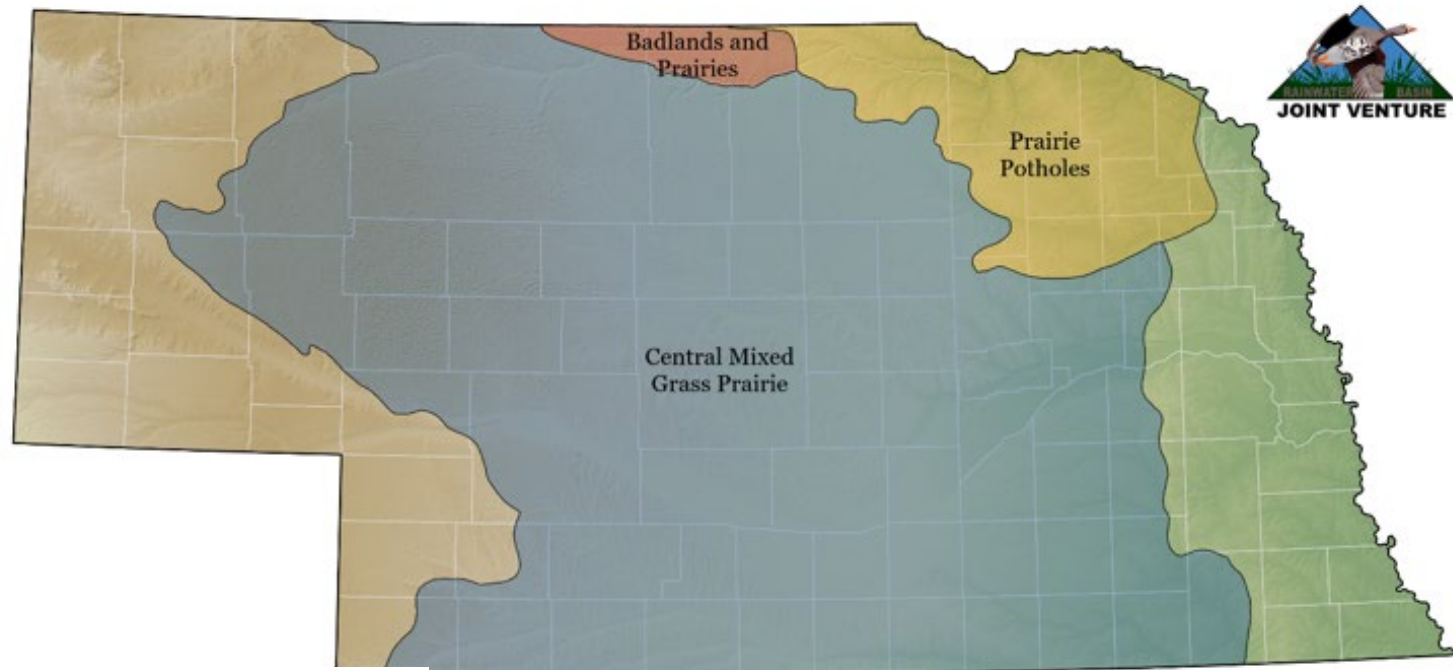 Badlands and
Prairies
Prairie
Potholes
Central Mixed
Grass Prairie
RAINWATER BASIN
JOINT VENTURE